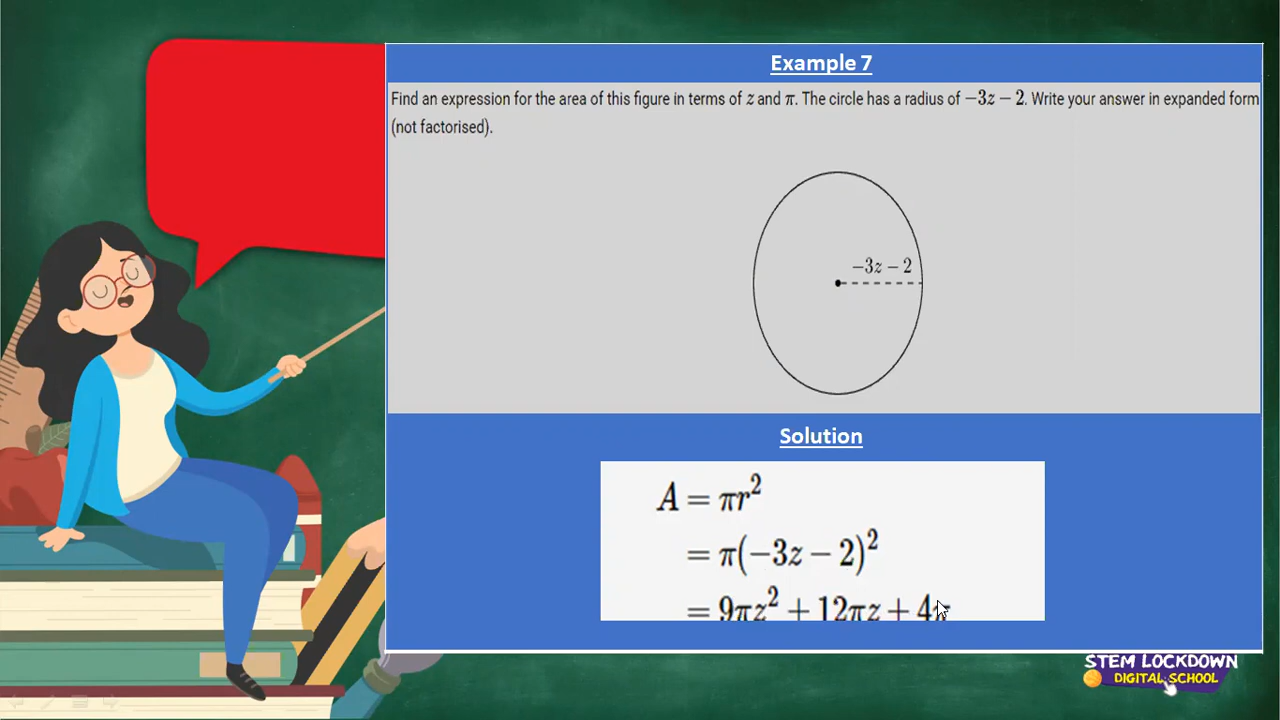 Example 7
Find an expression for the area of this figure in terms of z and π. The circle has a radius of −3z − 2. Write your answer in expanded form
(not factorised).
−3z − 2
Solution
A = πr²
= π(−3z − 2)²
= 9πz² + 12πz + 4
STEM LOCKDOWN
DIGITAL SCHOOL